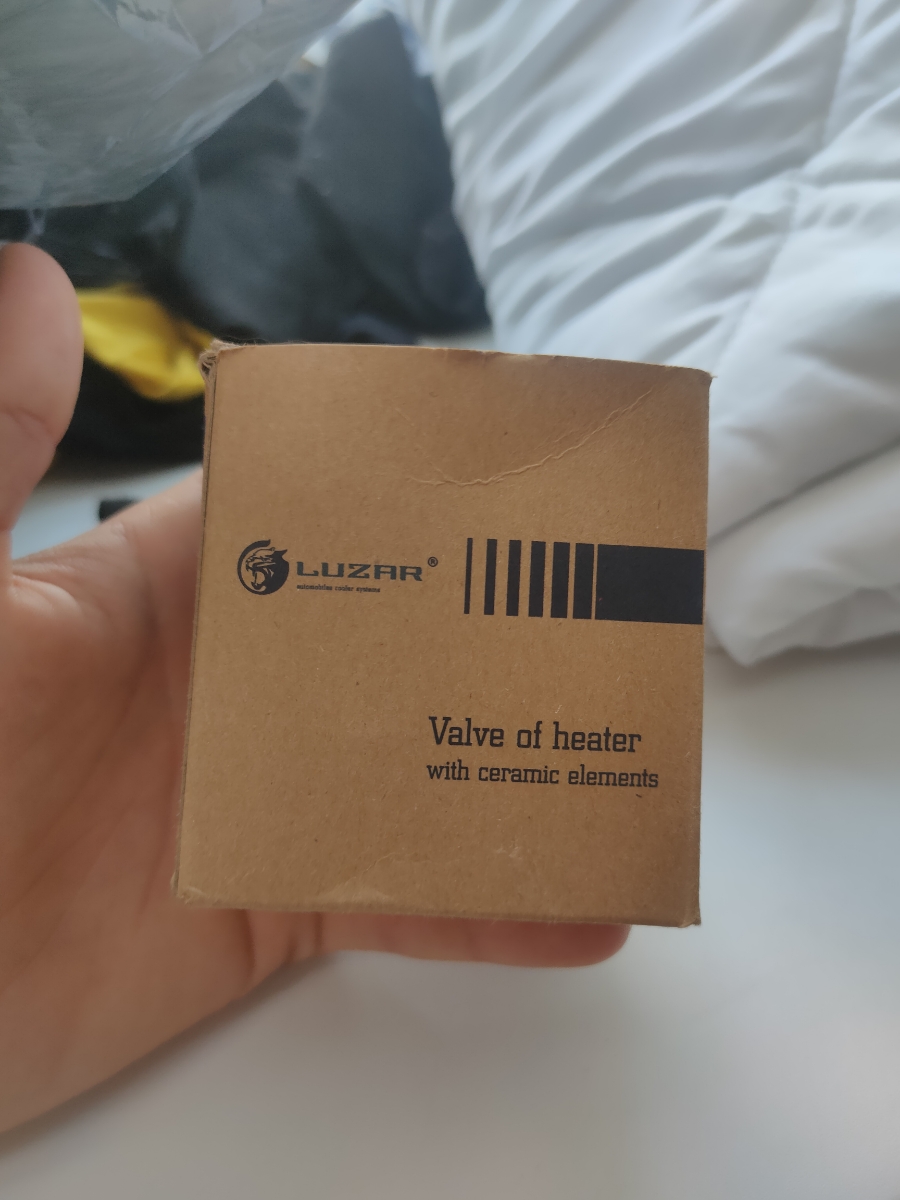 LUZAR®
automobiles cooler systems
Valve of heater
with ceramic elements